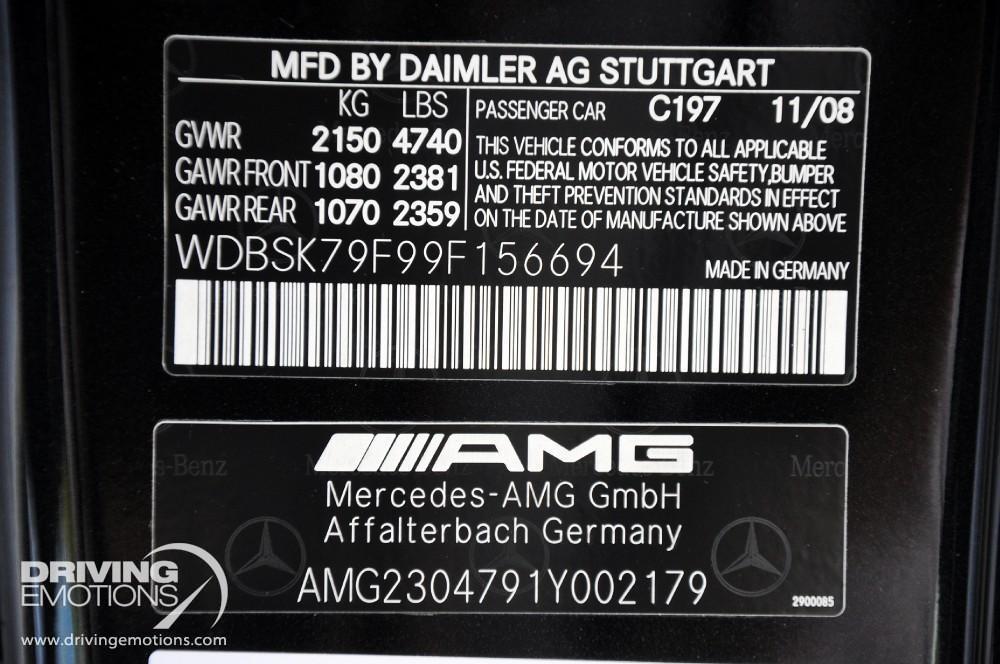 MFD BY DAIMLER AG STUTTGART
KG LBS
GVWR 2150 4740
GAWR FRONT 1080 2381
GAWR REAR 1070 2359
PASSENGER CAR C197 11/08
THIS VEHICLE CONFORMS TO ALL APPLICABLE
U.S. FEDERAL MOTOR VEHICLE SAFETY,BUMPER
AND THEFT PREVENTION STANDARDS IN EFFECT
ON THE DATE OF MANUFACTURE SHOWN ABOVE
WDBSK79F99F156694
MADE IN GERMANY
AMG
Mercedes-AMG GmbH
Affalterbach Germany
AMG2304791Y002179
2900085
DRIVING
EMOTIONS
www.drivingemotions.com